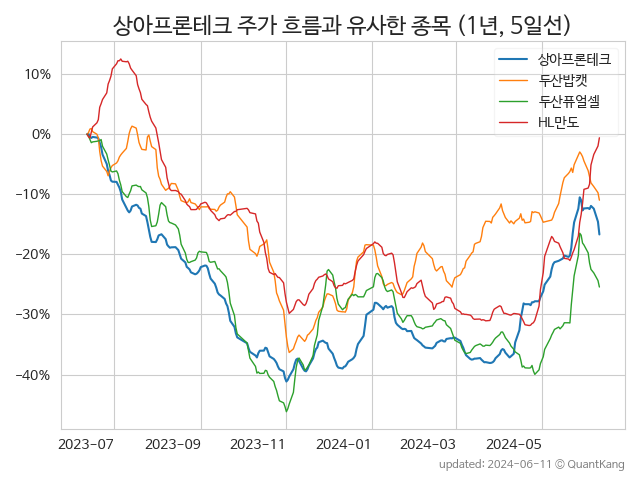 상아프론테크 주가 흐름과 유사한 종목 (1년, 5일선)
상아프론테크
두산밥캣
두산퓨얼셀
HL만도
10%
0%
−10%
−20%
−30%
−40%
2023-07
2023-09
2023-11
2024-01
2024-03
2024-05
updated: 2024-06-11 © QuantKang